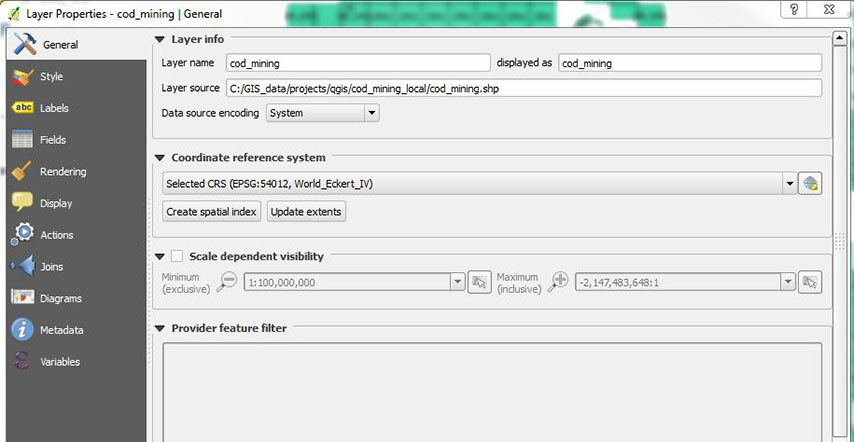 Layer Properties - cod_mining | General
?
General
Style
abc Labels
Fields
Rendering
Display
Actions
Joins
Diagrams
Metadata
Variables
Layer info
Layer name cod_mining displayed as cod_mining
Layer source C:/GIS_data/projects/qgis/cod_mining_local/cod_mining.shp
Data source encoding System
Coordinate reference system
Selected CRS (EPSG:54012, World_Eckert_IV)
Create spatial index Update extents
Scale dependent visibility
Minimum (exclusive) 1:100,000,000 Maximum (inclusive) -2,147,483,648:1
Provider feature filter